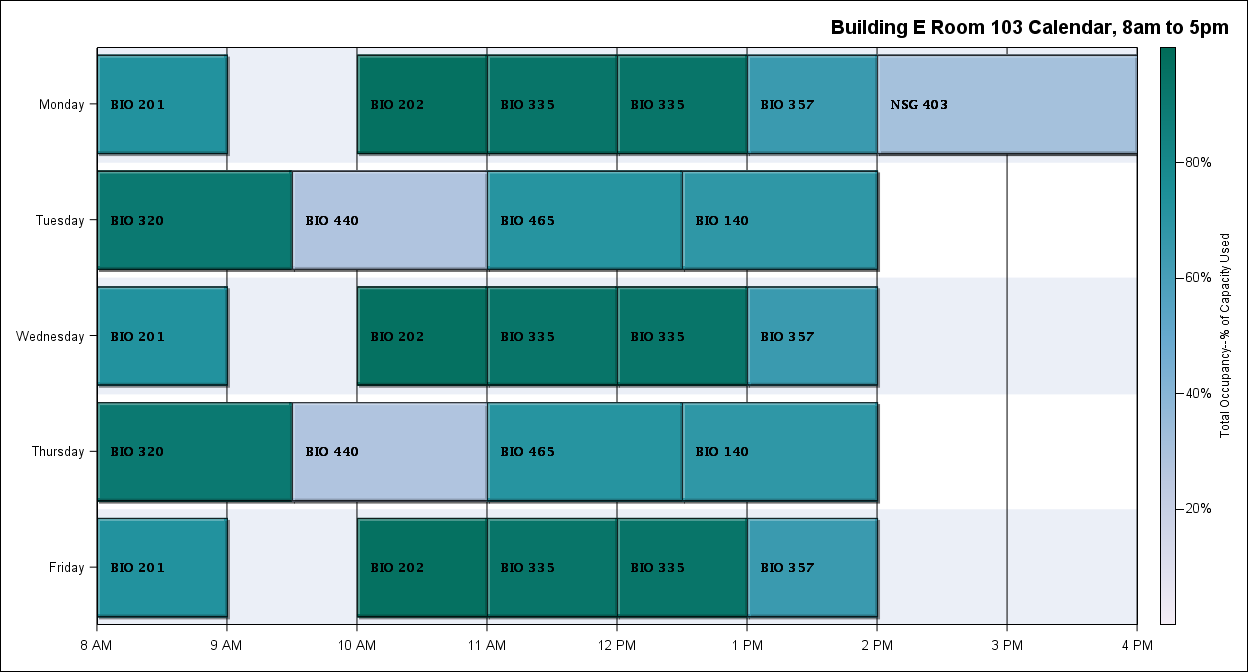 Building E Room 103 Calendar, 8am to 5pm
Monday
BIO 201
BIO 202
BIO 335
BIO 335
BIO 357
NSG 403
Tuesday
BIO 320
BIO 440
BIO 465
BIO 140
Wednesday
BIO 201
BIO 202
BIO 335
BIO 335
BIO 357
Thursday
BIO 320
BIO 440
BIO 465
BIO 140
Friday
BIO 201
BIO 202
BIO 335
BIO 335
BIO 357
8 AM
9 AM
10 AM
11 AM
12 PM
1 PM
2 PM
3 PM
4 PM
80%
60%
40%
20%
Total Occupancy--% of Capacity Used